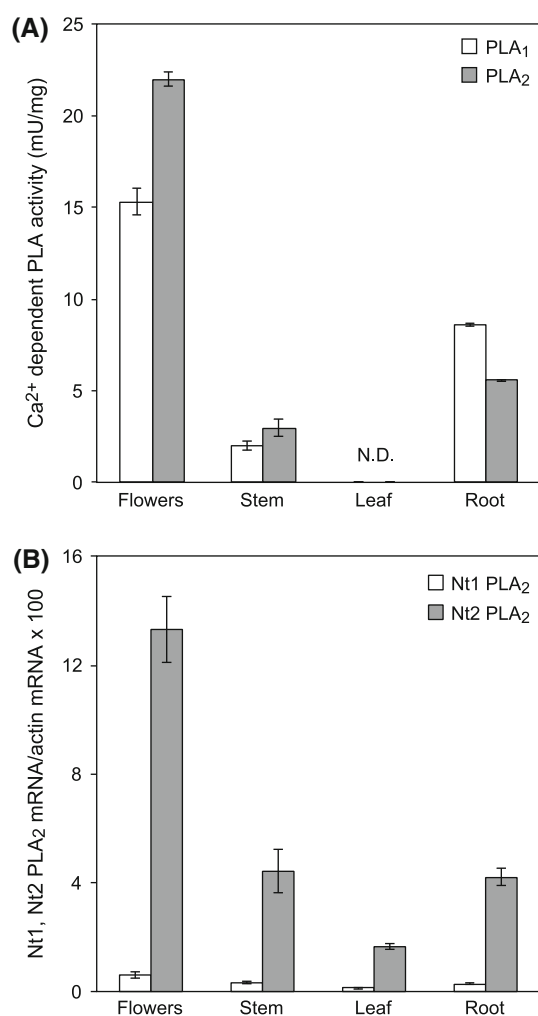 (A)
Ca2+ dependent PLA activity (mU/mg)
25
20
15
10
5
0
PLA1
PLA2
N.D.
Flowers Stem Leaf Root
(B)
Nt1, Nt2 PLA2 mRNA/actin mRNA x 100
16
12
8
4
0
Nt1 PLA2
Nt2 PLA2
Flowers Stem Leaf Root